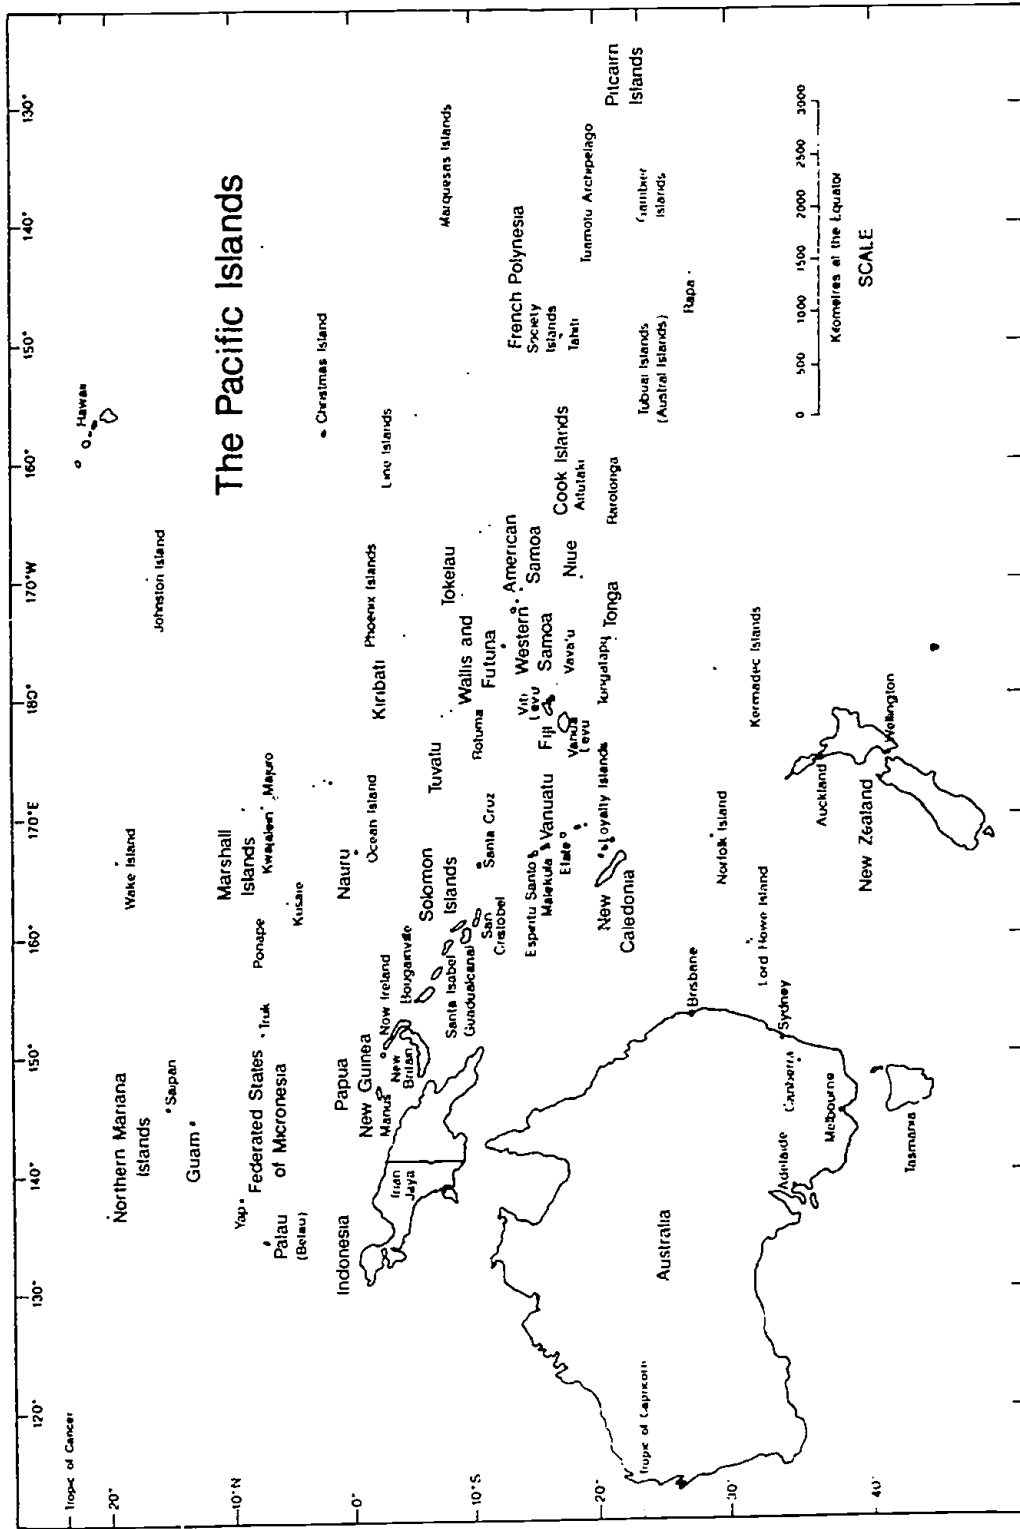 The Pacific Islands
120°
130°
140°
150°
160°
170°E
180°
170°W
160°
150°
140°
130°
Tropic of Cancer
20°
10°N
0°
10°S
20°
30°
40°
Hawaii
Johnston Island
Wake Island
Northern Mariana
Islands
Saipan
Guam
Marshall
Islands
Kwajalein
Majuro
Yap
Federated States
of Micronesia
Truk
Ponape
Kusaie
Palau
(Belau)
Christmas Island
Line Islands
Indonesia
Irian
Jaya
Papua
New Guinea
Manus
New
Britain
New Ireland
Bougainville
Nauru
Ocean Island
Kiribati
Phoenix Islands
Marquesas Islands
Solomon
Islands
Santa Isabel
Guadalcanal
San
Cristobel
Santa Cruz
Tuvalu
Rotuma
Wallis and
Futuna
Tokelau
Western
Samoa
American
Samoa
Espiritu Santo
Malekula
Vanuatu
Efate
Fiji
Viti
Levu
Vanua
Levu
Vava'u
Niue
Cook Islands
Aitutaki
French Polynesia
Society
Islands
Tahiti
Tuamotu Archipelago
Pitcairn
Islands
New
Caledonia
Loyalty Islands
Tongatapu
Tonga
Rarotonga
Tubuai Islands
(Austral Islands)
Rapa
Gambier
Islands
Tropic of Capricorn
Australia
Brisbane
Norfolk Island
Lord Howe Island
Kermadec Islands
Adelaide
Canberra
Sydney
Melbourne
Tasmania
Auckland
New Zealand
Wellington
0 500 1000 1500 2000 2500 3000
Kilometres at the Equator
SCALE